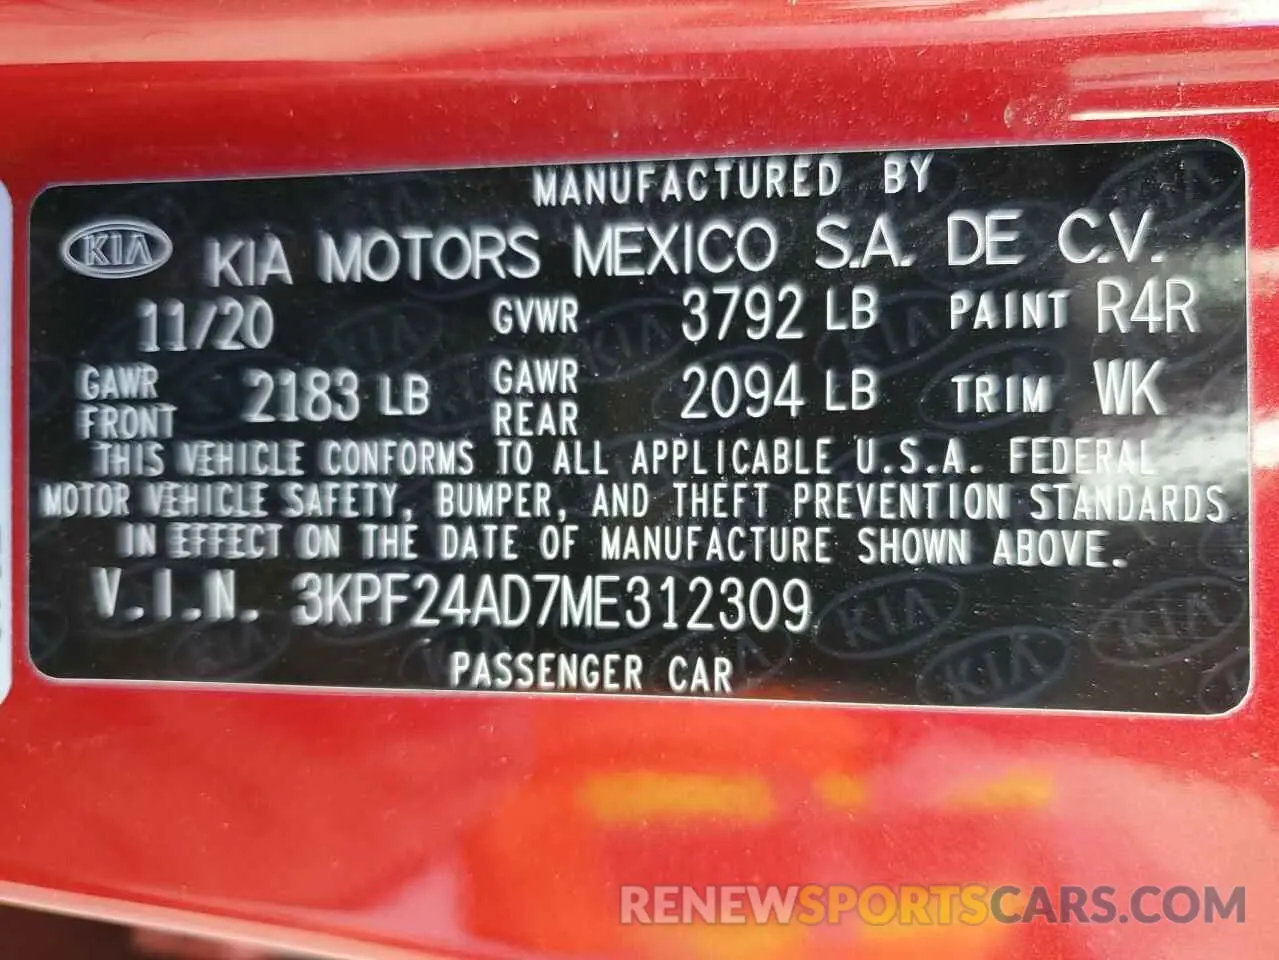 MANUFACTURED BY
KIA KIA MOTORS MEXICO S.A. DE C.V.
11/20 GVWR 3792 LB PAINT R4R
GAWR FRONT 2183 LB GAWR REAR 2094 LB TRIM WK
THIS VEHICLE CONFORMS TO ALL APPLICABLE U.S.A. FEDERAL
MOTOR VEHICLE SAFETY, BUMPER, AND THEFT PREVENTION STANDARDS
IN EFFECT ON THE DATE OF MANUFACTURE SHOWN ABOVE.
V.I.N. 3KPF24AD7ME312309
PASSENGER CAR
RENEWSPORTSCARS.COM